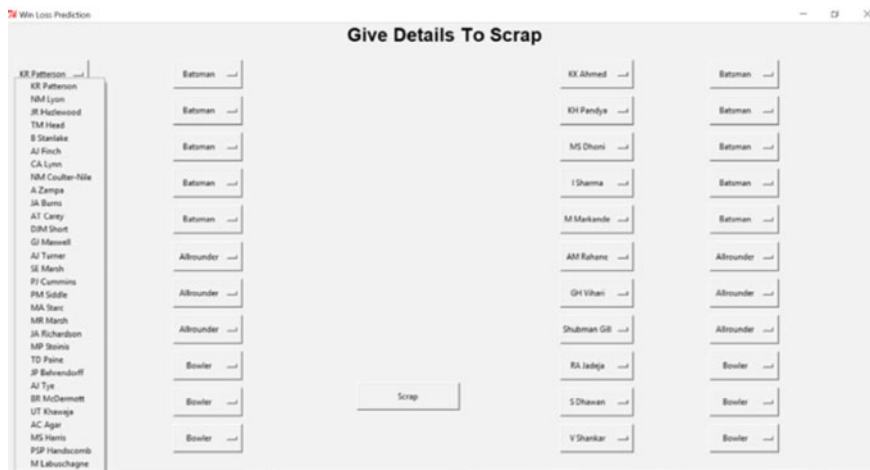 Win Loss Prediction
Give Details To Scrap
KR Patterson Batsman KK Ahmed Batsman
KR Patterson
NM Lyon
JR Hazlewood
TM Head
B Stanlake
AJ Finch
CA Lynn
NM Coulter-Nile
A Zampa
JA Burns
AT Carey
DJM Short
GJ Maxwell
AJ Turner
SE Marsh
PJ Cummins
PM Siddle
MA Starc
MR Marsh
JA Richardson
MP Stoinis
TD Paine
JP Behrendorff
AJ Tye
BR McDermott
UT Khawaja
AC Agar
MS Harris
PSP Handscomb
M Labuschagne
Batsman KH Pandya Batsman
Batsman MS Dhoni Batsman
Batsman I Sharma Batsman
Batsman M Markande Batsman
Allrounder AM Rahane Allrounder
Allrounder GH Vihari Allrounder
Allrounder Shubman Gill Allrounder
Bowler RA Jadeja Bowler
Bowler Scrap S Dhawan Bowler
Bowler V Shankar Bowler